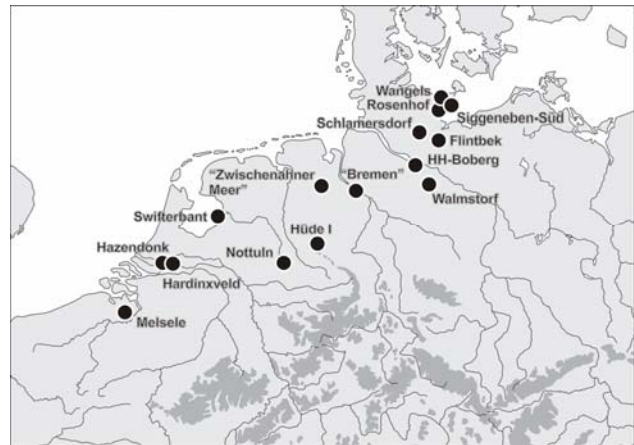 Wangels
Rosenhof
Siggeneben-Süd
Schlamersdorf
Flintbek
HH-Boberg
"Zwischenahner
Meer"
"Bremen"
Walmstorf
Swifterbant
Hüde I
Hazendonk
Nottuln
Hardinxveld
Melsele